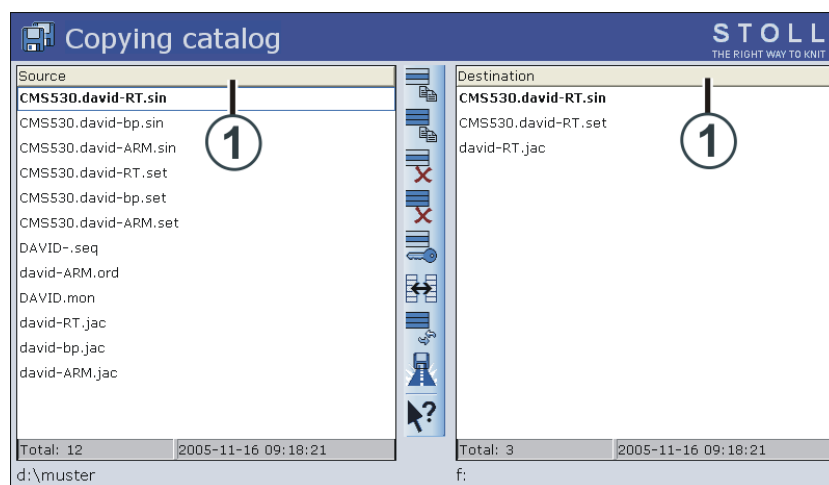 Copying catalog
STOLL
THE RIGHT WAY TO KNIT
Source
CMS530.david-RT.sin
CMS530.david-bp.sin
CMS530.david-ARM.sin
CMS530.david-RT.set
CMS530.david-bp.set
CMS530.david-ARM.set
DAVID-.seq
david-ARM.ord
DAVID.mon
david-RT.jac
david-bp.jac
david-ARM.jac
1
Total: 12
2005-11-16 09:18:21
d:\muster
?
Destination
CMS530.david-RT.sin
CMS530.david-RT.set
david-RT.jac
1
Total: 3
2005-11-16 09:18:21
f: